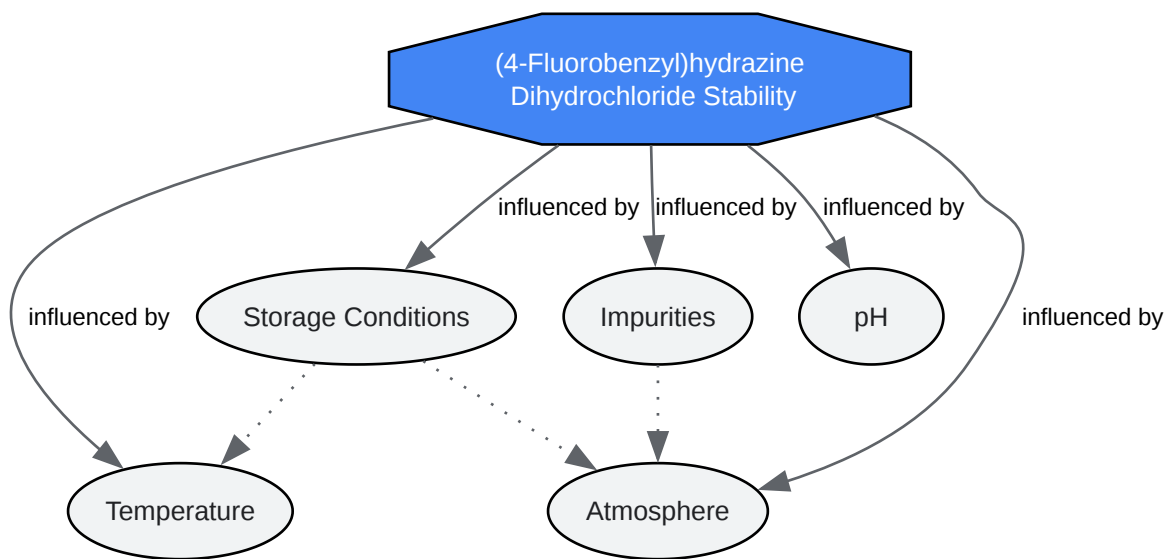 (4-Fluorobenzyl)hydrazine
Dihydrochloride Stability
influenced by
influenced by
influenced by
Storage Conditions
Impurities
pH
influenced by
influenced by
Temperature
Atmosphere